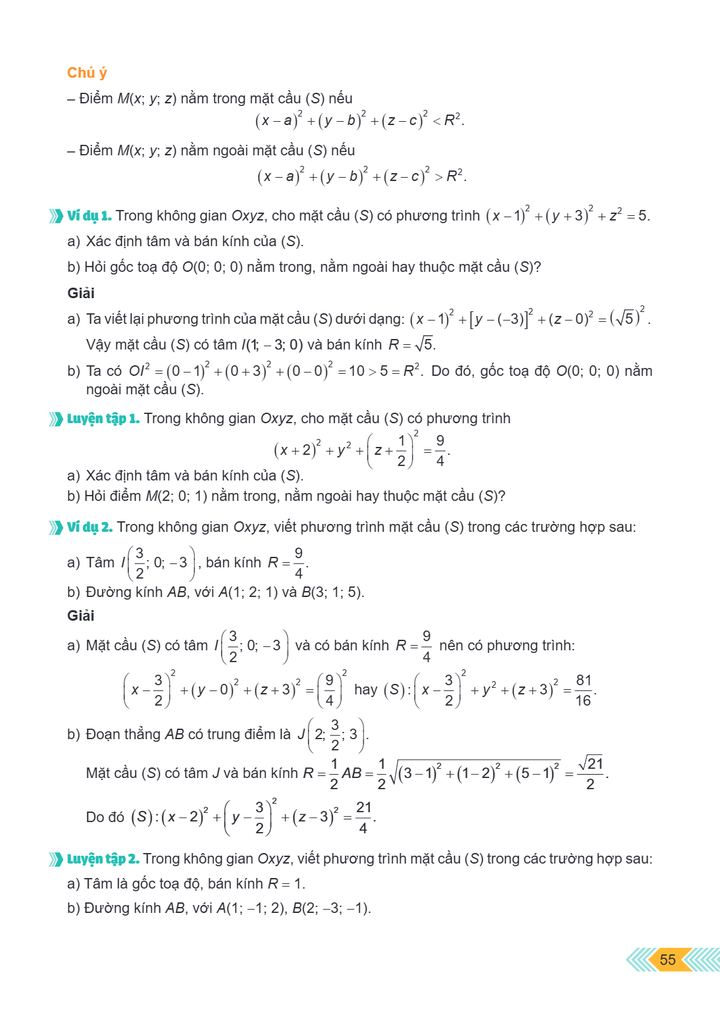 Chú ý
– Điểm M(x; y; z) nằm trong mặt cầu (S) nếu
(x − a)² + (y − b)² + (z − c)² < R².
– Điểm M(x; y; z) nằm ngoài mặt cầu (S) nếu
(x − a)² + (y − b)² + (z − c)² > R².
Ví dụ 1. Trong không gian Oxyz, cho mặt cầu (S) có phương trình (x − 1)² + (y + 3)² + z² = 5.
a) Xác định tâm và bán kính của (S).
b) Hỏi gốc toạ độ O(0; 0; 0) nằm trong, nằm ngoài hay thuộc mặt cầu (S)?
Giải
a) Ta viết lại phương trình của mặt cầu (S) dưới dạng: (x − 1)² + [y − (−3)]² + (z − 0)² = (√5)².
Vậy mặt cầu (S) có tâm I(1; − 3; 0) và bán kính R = √5.
b) Ta có OI² = (0 − 1)² + (0 + 3)² + (0 − 0)² = 10 > 5 = R². Do đó, gốc toạ độ O(0; 0; 0) nằm
ngoài mặt cầu (S).
Luyện tập 1. Trong không gian Oxyz, cho mặt cầu (S) có phương trình
(x + 2)² + y² + (z + 1/2)² = 9/4.
a) Xác định tâm và bán kính của (S).
b) Hỏi điểm M(2; 0; 1) nằm trong, nằm ngoài hay thuộc mặt cầu (S)?
Ví dụ 2. Trong không gian Oxyz, viết phương trình mặt cầu (S) trong các trường hợp sau:
a) Tâm I(3/2; 0; − 3), bán kính R = 9/4.
b) Đường kính AB, với A(1; 2; 1) và B(3; 1; 5).
Giải
a) Mặt cầu (S) có tâm I(3/2; 0; − 3) và có bán kính R = 9/4 nên có phương trình:
(x − 3/2)² + (y − 0)² + (z + 3)² = (9/4)² hay (S): (x − 3/2)² + y² + (z + 3)² = 81/16.
b) Đoạn thẳng AB có trung điểm là J(2; 3/2; 3).
Mặt cầu (S) có tâm J và bán kính R = 1/2 AB = 1/2 √((3 − 1)² + (1 − 2)² + (5 − 1)²) = √21/2.
Do đó (S): (x − 2)² + (y − 3/2)² + (z − 3)² = 21/4.
Luyện tập 2. Trong không gian Oxyz, viết phương trình mặt cầu (S) trong các trường hợp sau:
a) Tâm là gốc toạ độ, bán kính R = 1.
b) Đường kính AB, với A(1; −1; 2), B(2; −3; −1).
55